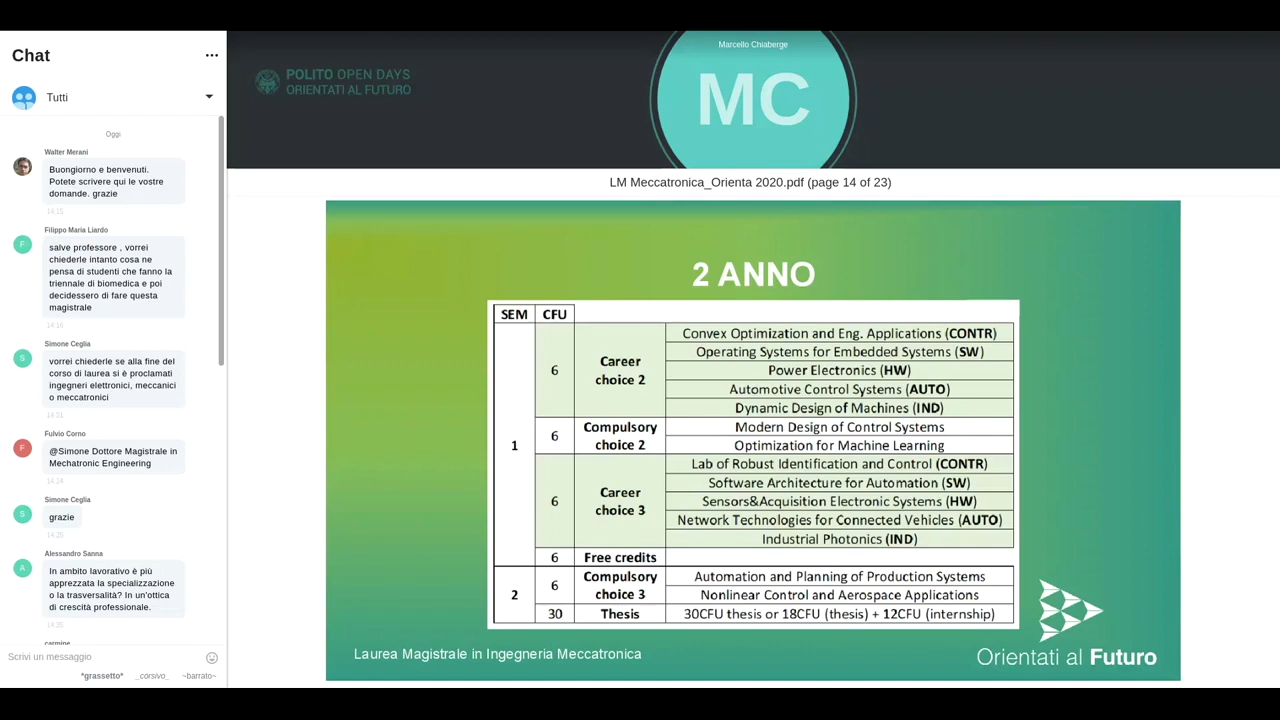 Chat
Tutti
Oggi
Walter Merani
Buongiorno e benvenuti.
Potete scrivere qui le vostre
domande. grazie
14:15
Filippo Maria Liardo
salve professore , vorrei
chiederle intanto cosa ne
pensa di studenti che fanno la
triennale di biomedica e poi
decidessero di fare questa
magistrale
14:16
Simone Ceglia
vorrei chiederle se alla fine del
corso di laurea si è proclamati
ingegneri elettronici, meccanici
o meccatronici
14:21
Fulvio Corno
@Simone Dottore Magistrale in
Mechatronic Engineering
14:24
Simone Ceglia
grazie
14:25
Alessandro Sanna
In ambito lavorativo è più
apprezzata la specializzazione
o la trasversalità? In un'ottica
di crescità professionale.
14:35
carmine
Scrivi un messaggio
*grassetto* _corsivo_ ~barrato~
POLITO OPEN DAYS
ORIENTATI AL FUTURO
Marcello Chiaberge
MC
LM Meccatronica_Orienta 2020.pdf (page 14 of 23)
2 ANNO
SEM CFU
1
6 Career choice 2
Convex Optimization and Eng. Applications (CONTR)
Operating Systems for Embedded Systems (SW)
Power Electronics (HW)
Automotive Control Systems (AUTO)
Dynamic Design of Machines (IND)
6 Compulsory choice 2
Modern Design of Control Systems
Optimization for Machine Learning
6 Career choice 3
Lab of Robust Identification and Control (CONTR)
Software Architecture for Automation (SW)
Sensors&Acquisition Electronic Systems (HW)
Network Technologies for Connected Vehicles (AUTO)
Industrial Photonics (IND)
6 Free credits
2
6 Compulsory choice 3
Automation and Planning of Production Systems
Nonlinear Control and Aerospace Applications
30 Thesis 30CFU thesis or 18CFU (thesis) + 12CFU (internship)
Laurea Magistrale in Ingegneria Meccatronica
Orientati al Futuro